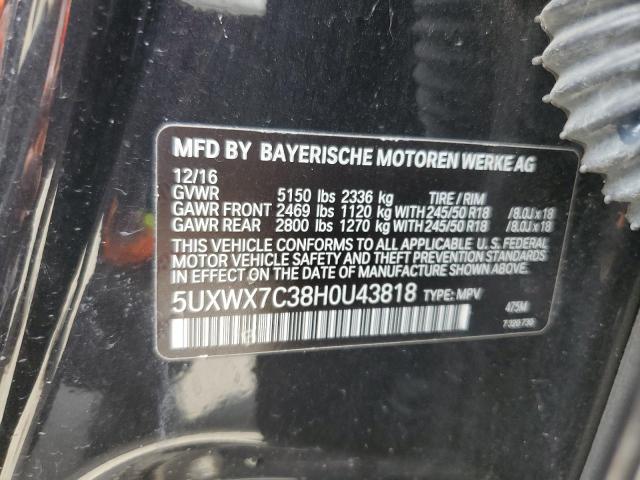 MFD BY BAYERISCHE MOTOREN WERKE AG
12/16
GVWR 5150 lbs 2336 kg TIRE / RIM
GAWR FRONT 2469 lbs 1120 kg WITH 245/50 R18 /8.0J x 18
GAWR REAR 2800 lbs 1270 kg WITH 245/50 R18 /8.0J x 18
THIS VEHICLE CONFORMS TO ALL APPLICABLE U.S. FEDERAL
MOTOR VEHICLE SAFETY AND THEFT PREVENTION STANDARDS
IN EFFECT ON THE DATE OF MANUFACTURE SHOWN ABOVE.
5UXWX7C38H0U43818 TYPE: MPV 475M
7 320 730